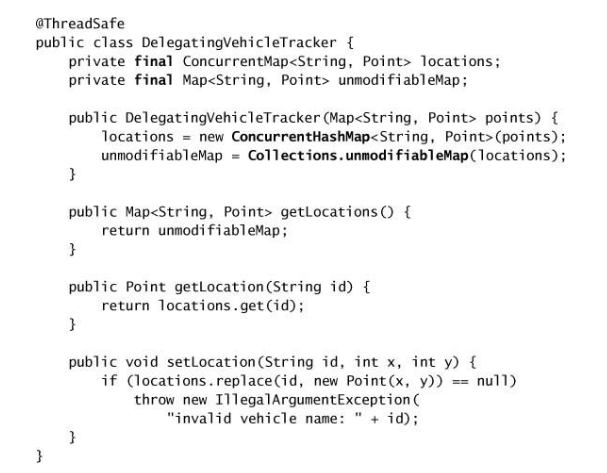 @ThreadSafe
public class DelegatingVehicleTracker {
    private final ConcurrentMap<String, Point> locations;
    private final Map<String, Point> unmodifiableMap;

    public DelegatingVehicleTracker(Map<String, Point> points) {
        locations = new ConcurrentHashMap<String, Point>(points);
        unmodifiableMap = Collections.unmodifiableMap(locations);
    }

    public Map<String, Point> getLocations() {
        return unmodifiableMap;
    }

    public Point getLocation(String id) {
        return locations.get(id);
    }

    public void setLocation(String id, int x, int y) {
        if (locations.replace(id, new Point(x, y)) == null)
            throw new IllegalArgumentException(
                "invalid vehicle name: " + id);
    }
}